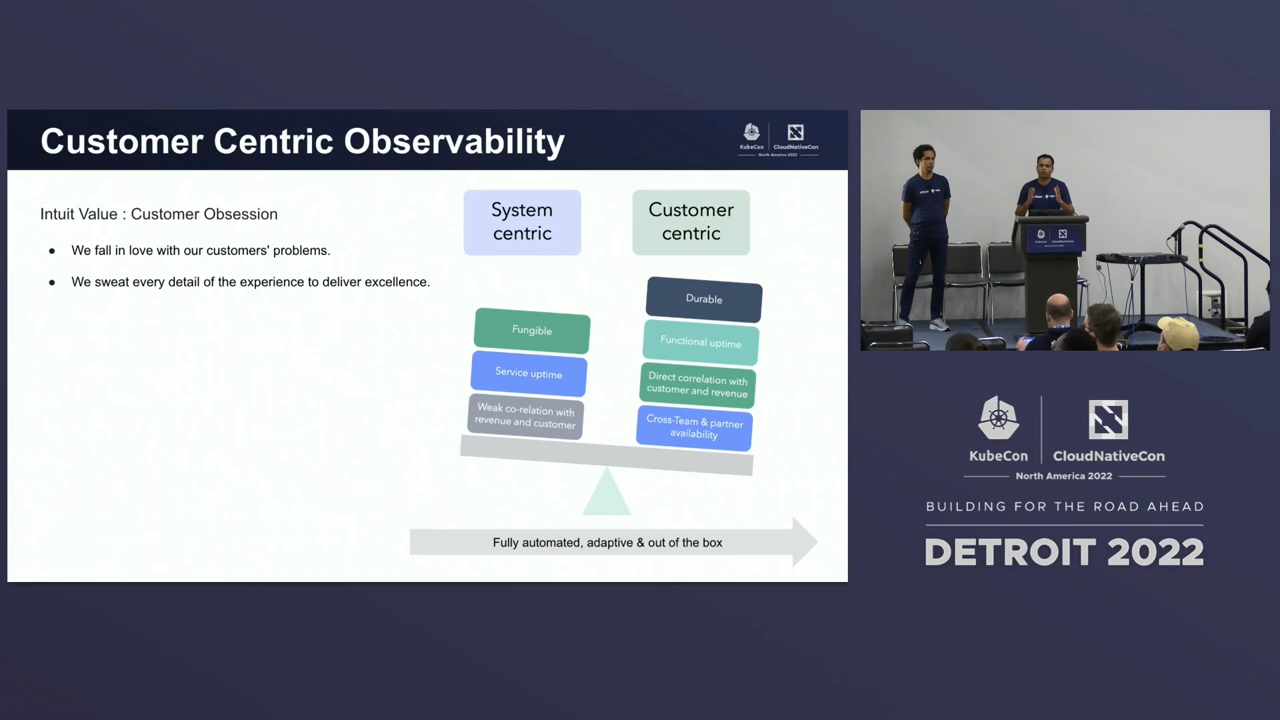 Customer Centric Observability
KubeCon
CloudNativeCon
North America 2022
Intuit Value : Customer Obsession
● We fall in love with our customers' problems.
● We sweat every detail of the experience to deliver excellence.
System
centric
Customer
centric
Fungible
Service uptime
Weak co-relation with
revenue and customer
Durable
Functional uptime
Direct correlation with
customer and revenue
Cross-Team & partner
availability
Fully automated, adaptive & out of the box
KubeCon
CloudNativeCon
North America 2022
BUILDING FOR THE ROAD AHEAD
DETROIT 2022